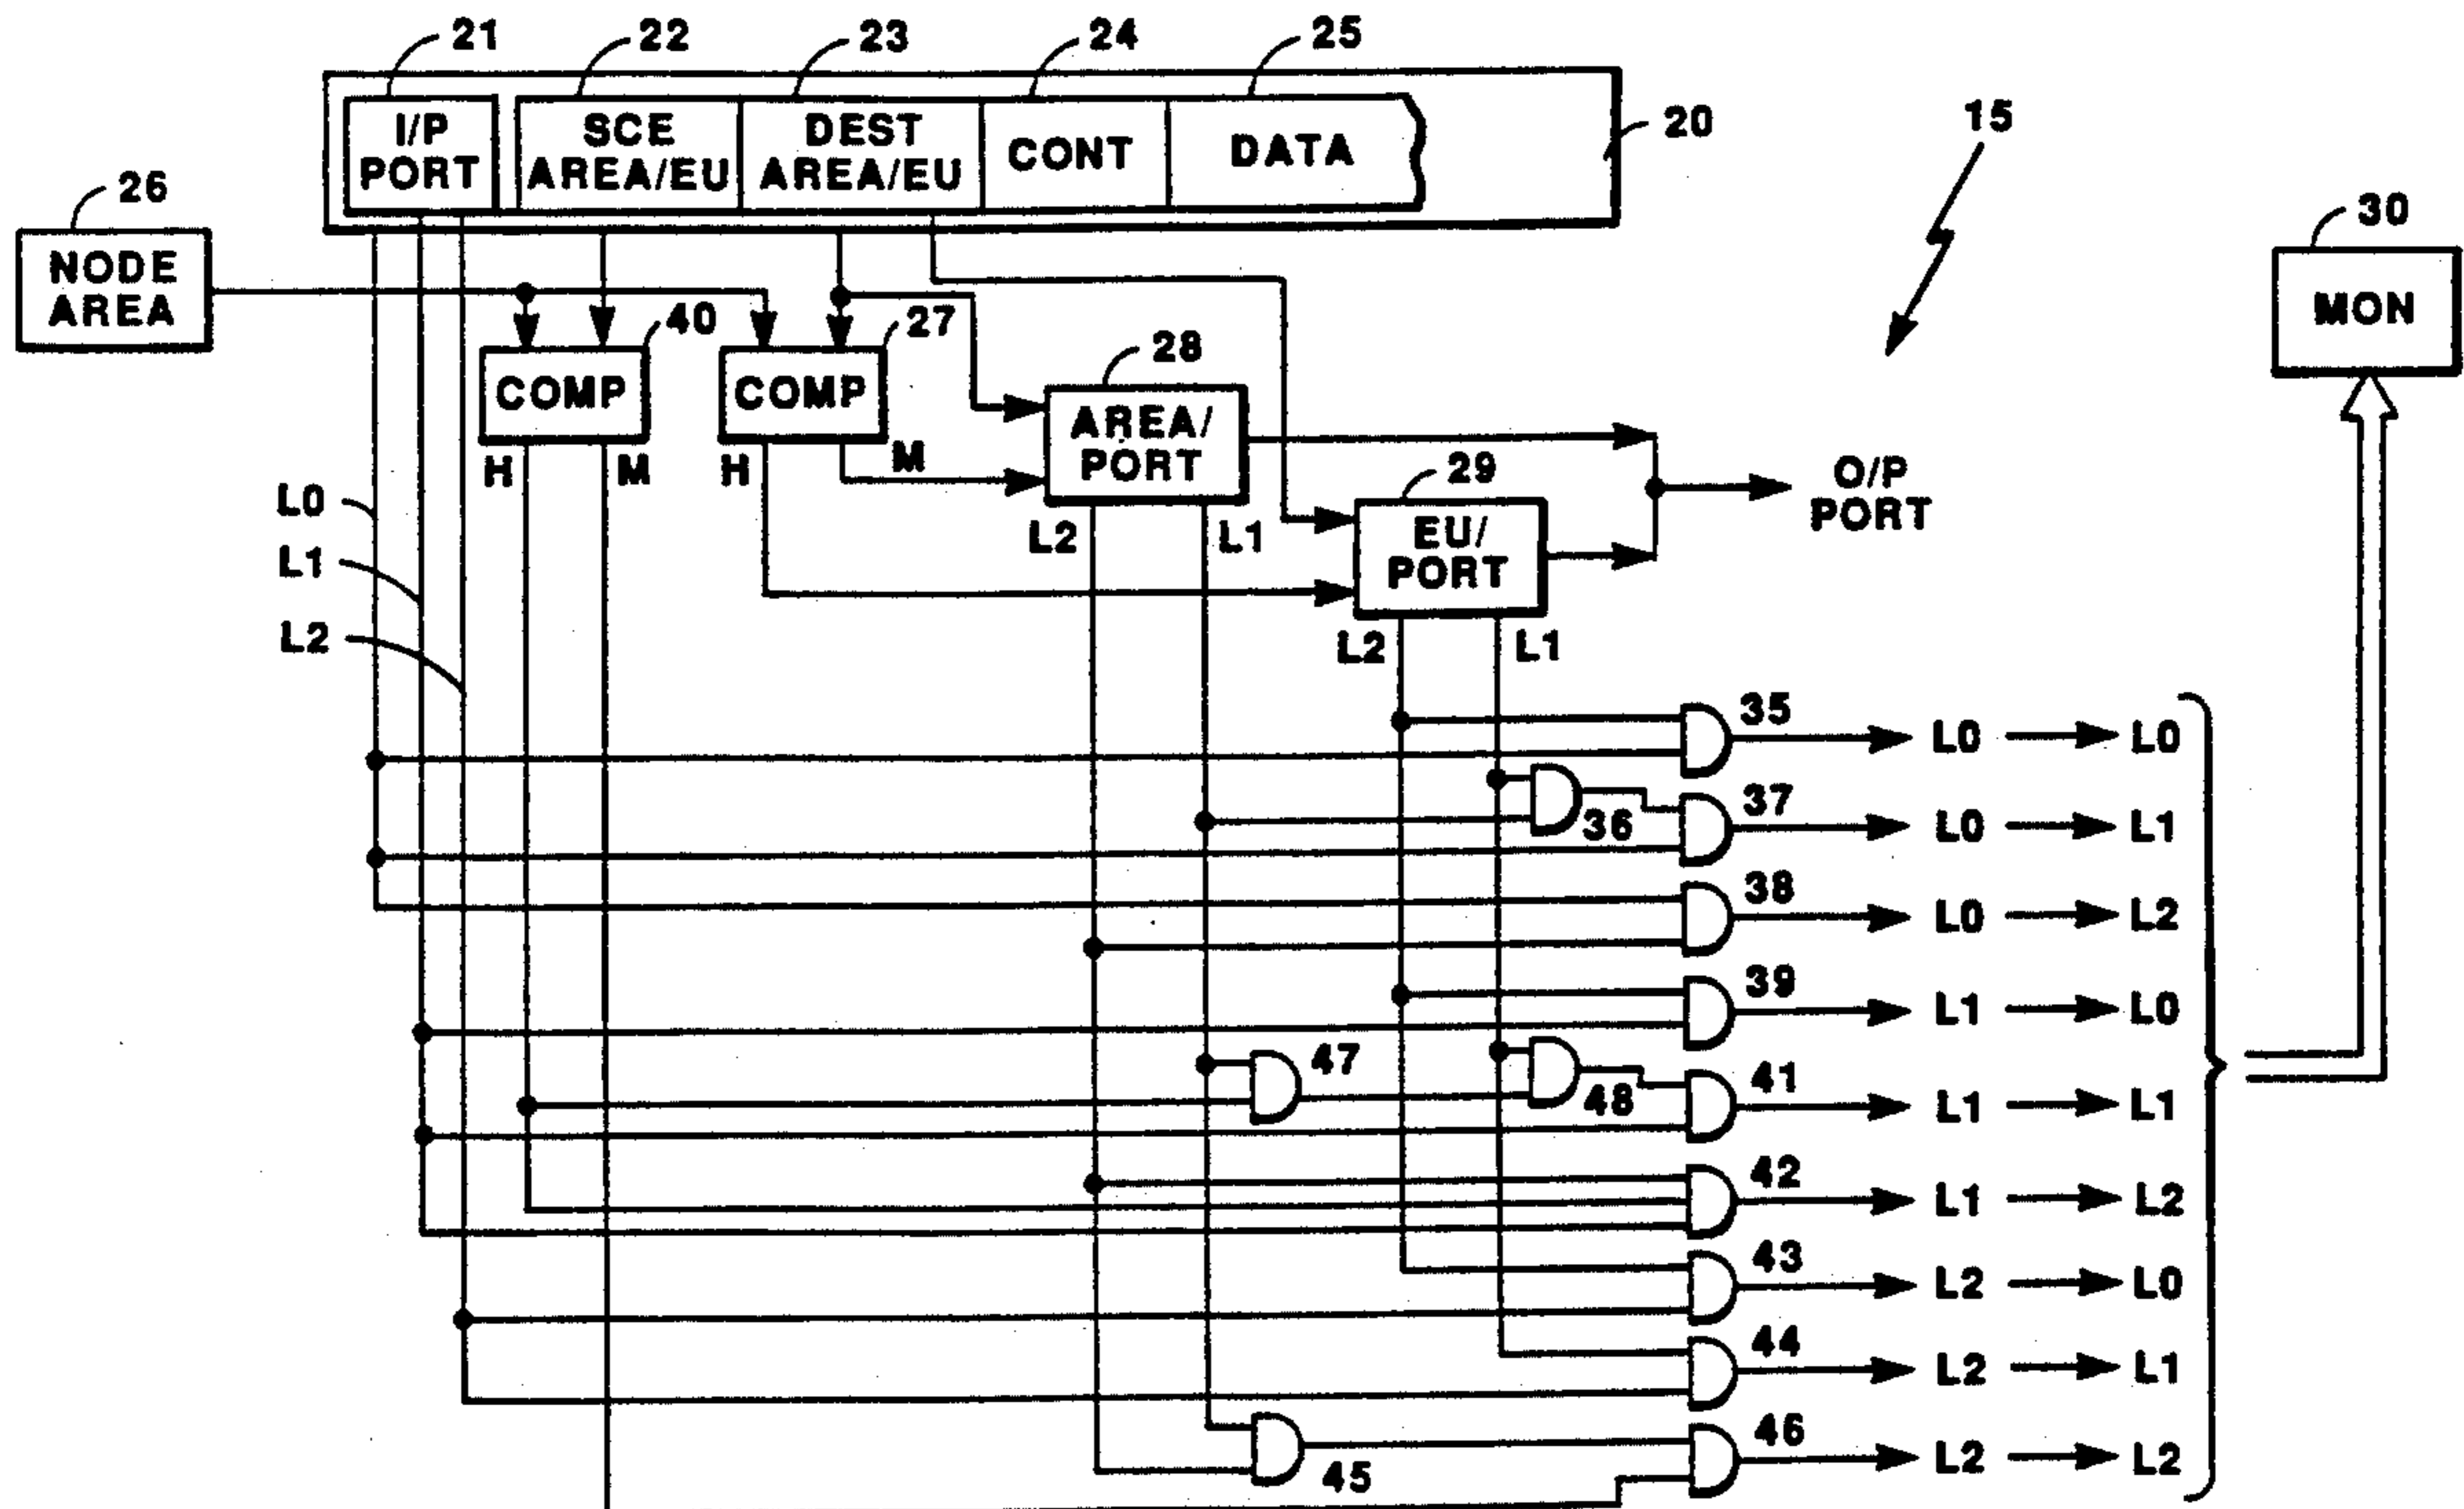 21
22
23
24
25
I/P
PORT
SCE
AREA/EU
DEST
AREA/EU
CONT
DATA
20
15
26
NODE
AREA
30
MON
40
COMP
27
COMP
H
M
H
M
28
AREA/
PORT
L2
L1
29
EU/
PORT
L2
L1
O/P
PORT
L0
L1
L2
35
L0
L0
36
37
L0
L1
38
L0
L2
39
L1
L0
47
48
41
L1
L1
42
L1
L2
43
L2
L0
44
L2
L1
45
46
L2
L2